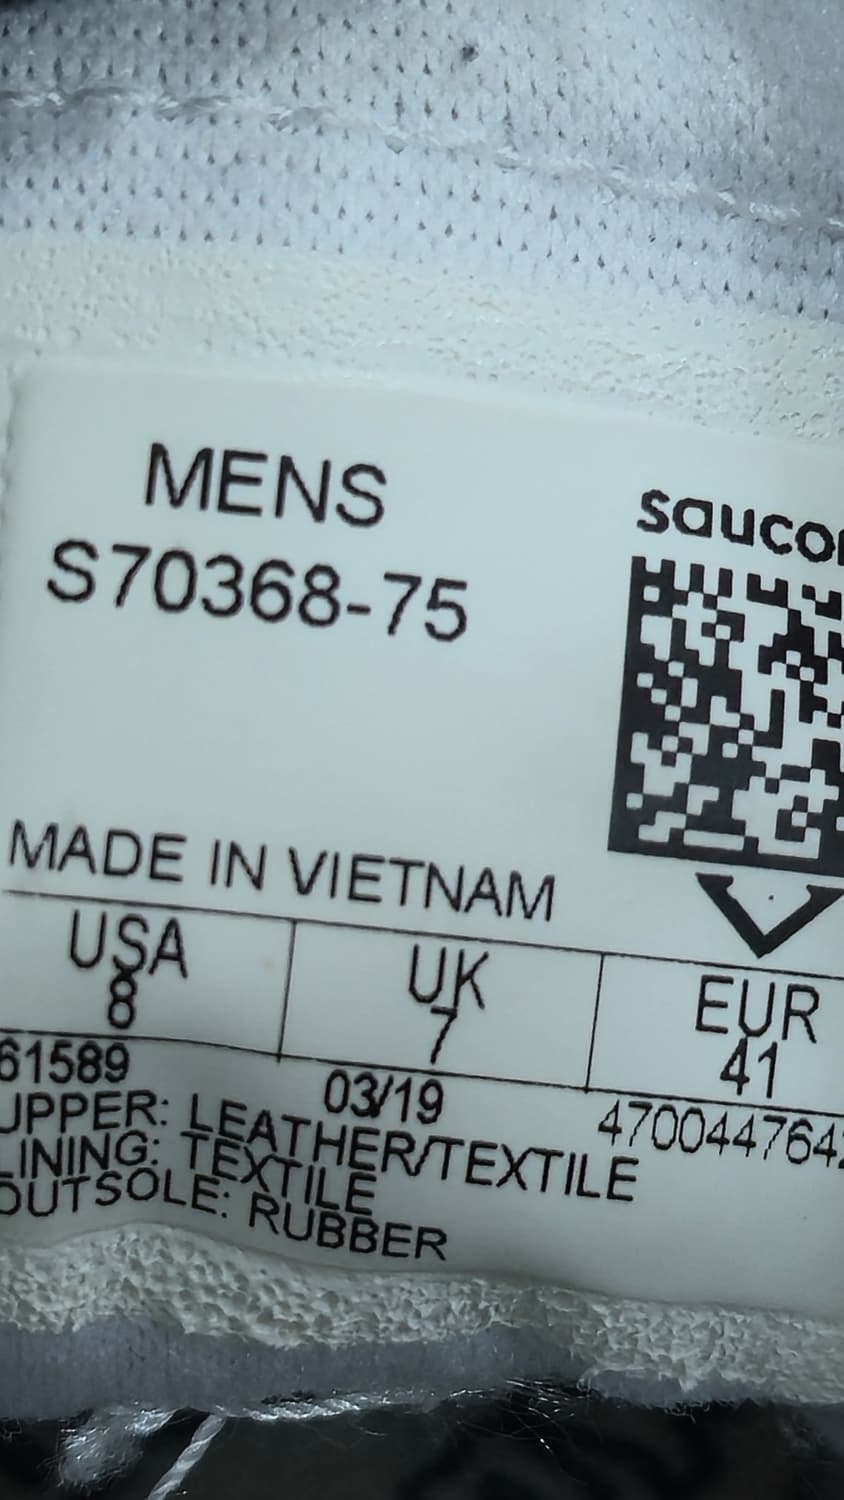 MENS
S70368-75
saucon
MADE IN VIETNAM
USA UK EUR
8 7 41
61589 03/19 470044764
UPPER: LEATHER/TEXTILE
LINING: TEXTILE
OUTSOLE: RUBBER